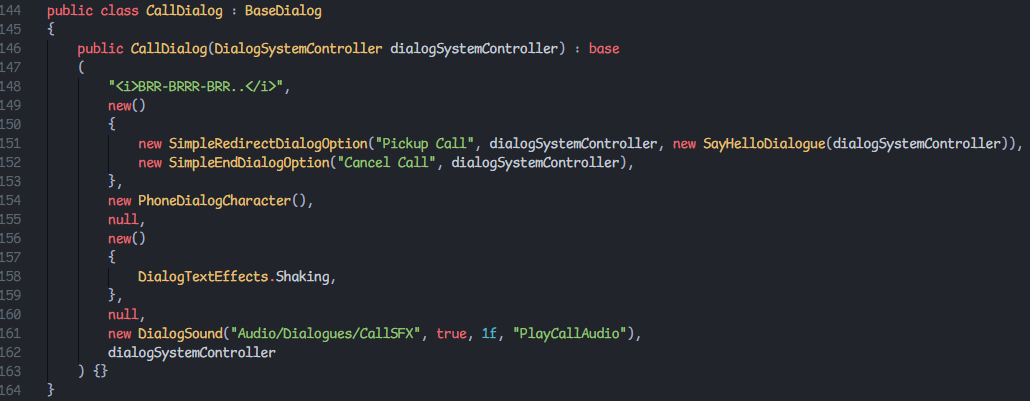 144 public class CallDialog : BaseDialog
145 {
146     public CallDialog(DialogSystemController dialogSystemController) : base
147     (
148         "<i>BRR-BRRR-BRR..</i>",
149         new()
150         {
151             new SimpleRedirectDialogOption("Pickup Call", dialogSystemController, new SayHelloDialogue(dialogSystemController)),
152             new SimpleEndDialogOption("Cancel Call", dialogSystemController),
153         },
154         new PhoneDialogCharacter(),
155         null,
156         new()
157         {
158             DialogTextEffects.Shaking,
159         },
160         null,
161         new DialogSound("Audio/Dialogues/CallSFX", true, 1f, "PlayCallAudio"),
162         dialogSystemController
163     ) {}
164 }